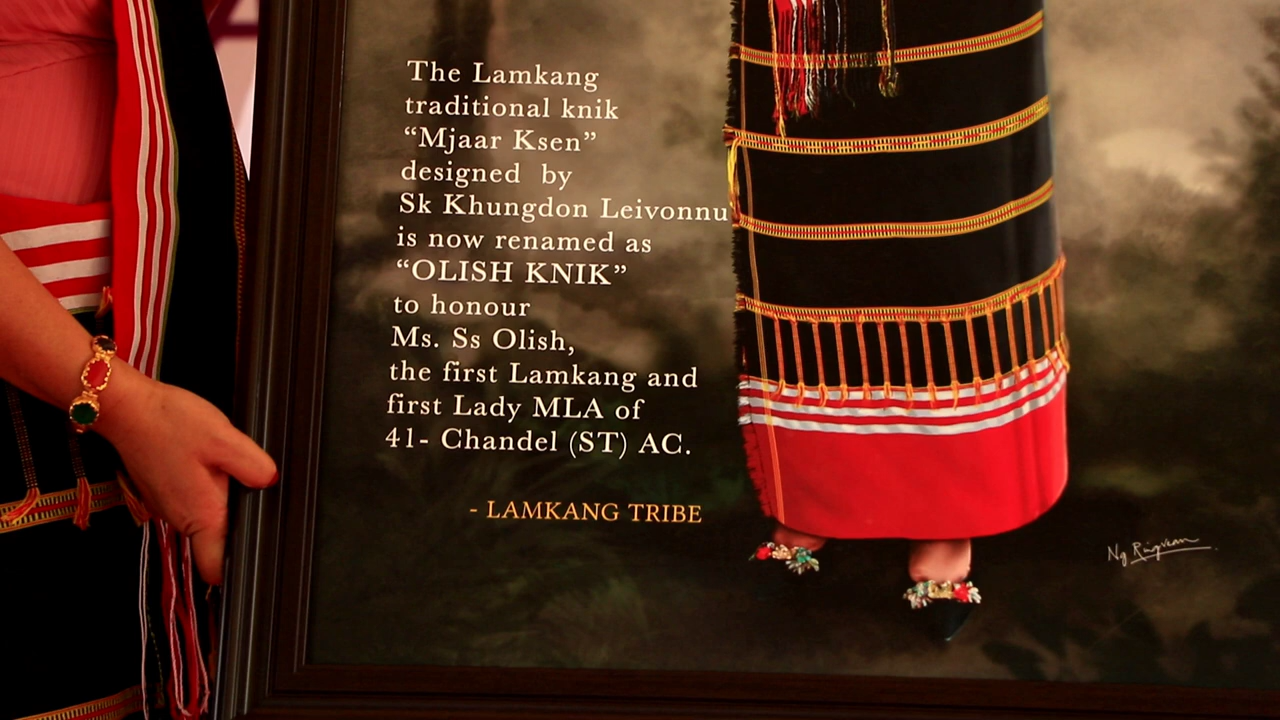 The Lamkang
traditional knik
“Mjaar Ksen”
designed by
Sk Khungdon Leivonnu
is now renamed as
“OLISH KNIK”
to honour
Ms. Ss Olish,
the first Lamkang and
first Lady MLA of
41- Chandel (ST) AC.
- LAMKANG TRIBE
Ng